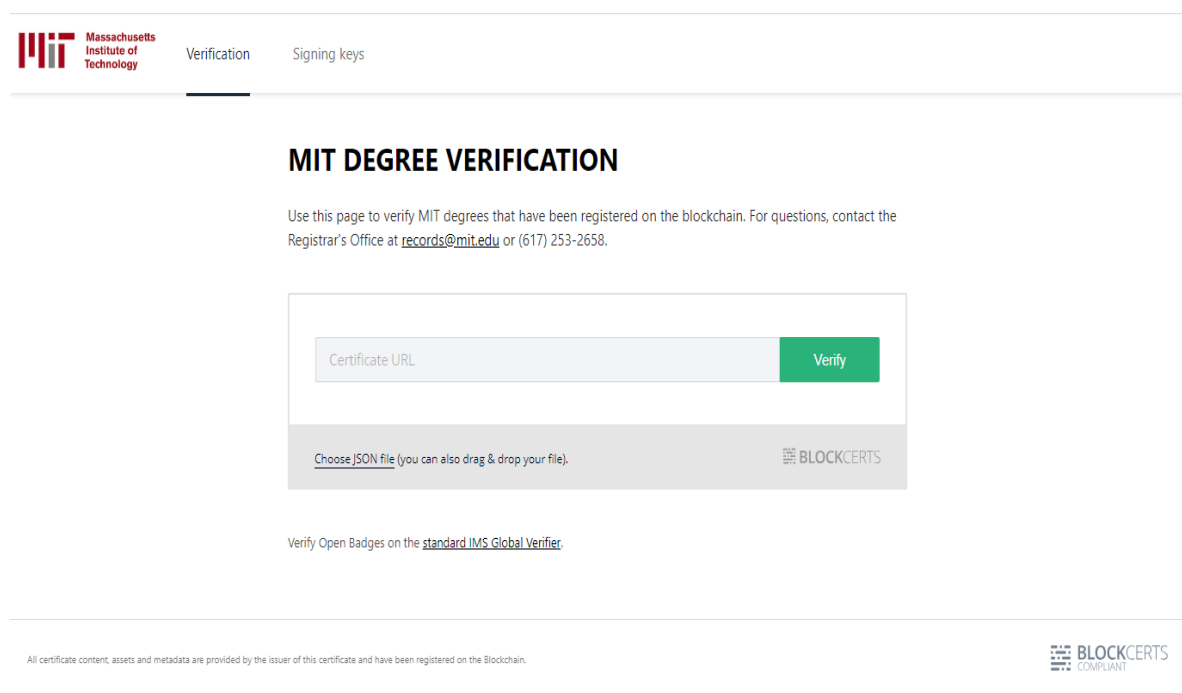 Massachusetts
Institute of
Technology
Verification
Signing keys
MIT DEGREE VERIFICATION
Use this page to verify MIT degrees that have been registered on the blockchain. For questions, contact the
Registrar's Office at records@mit.edu or (617) 253-2658.
Certificate URL
Verify
Choose JSON file (you can also drag & drop your file).
BLOCKCERTS
Verify Open Badges on the standard IMS Global Verifier.
All certificate content, assets and metadata are provided by the issuer of this certificate and have been registered on the Blockchain.
BLOCKCERTS
COMPLIANT